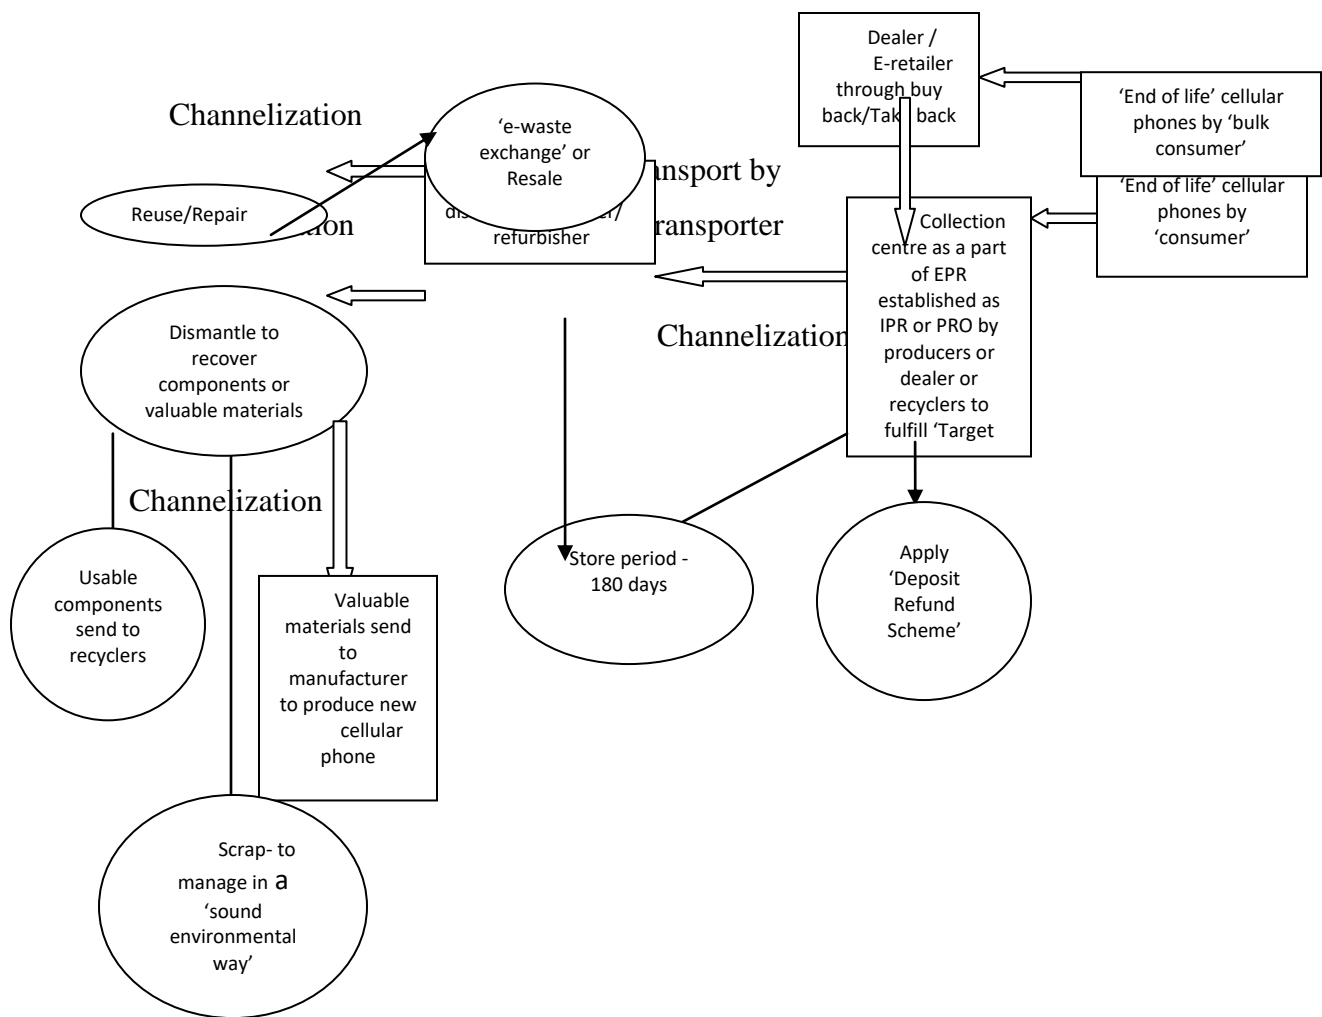 Dealer /
E-retailer
through buy
back/Take back
'End of life' cellular
phones by 'bulk
consumer'
'End of life' cellular
phones by
'consumer'
Channelization
'e-waste
exchange' or
Resale
by
Reuse/Repair
refurbisher
Collection
centre as a part
of EPR
established as
IPR or PRO by
producers or
dealer or
recyclers to
fulfill 'Target
Channelization
Dismantle to
recover
components or
valuable materials
Channelization
Usable
components
send to
recyclers
Valuable
materials send
to
manufacturer
to produce new
cellular
phone
Store period -
180 days
Apply
'Deposit
Refund
Scheme'
Scrap- to
manage in a
'sound
environmental
way'